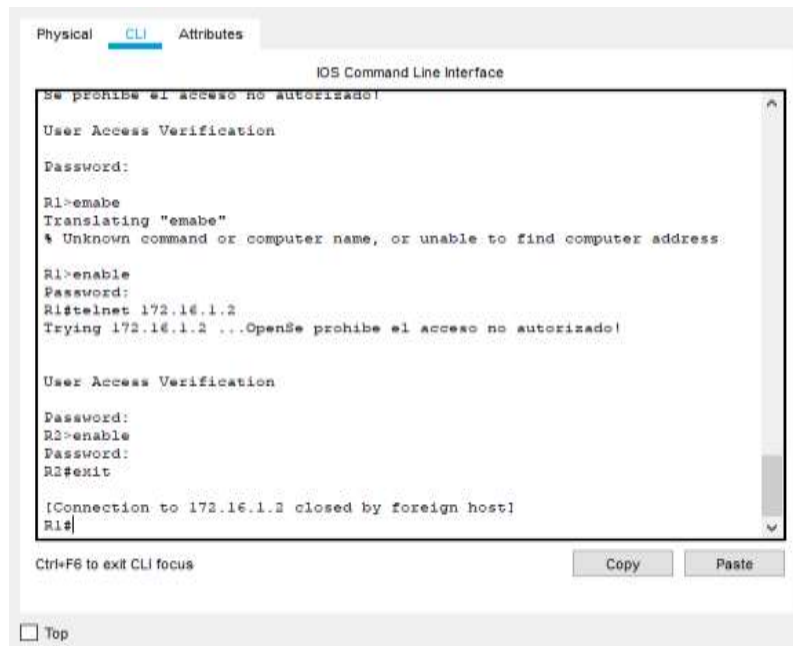 Physical CLI Attributes
IOS Command Line Interface
Se prohibe el acceso no autorizado!
User Access Verification
Password:
R1>emabe
Translating "emabe"
% Unknown command or computer name, or unable to find computer address
R1>enable
Password:
R1#telnet 172.16.1.2
Trying 172.16.1.2 ...OpenSe prohibe el acceso no autorizado!
User Access Verification
Password:
R2>enable
Password:
R2#exit
[Connection to 172.16.1.2 closed by foreign host]
R1#
Ctrl+F6 to exit CLI focus
Copy Paste
Top